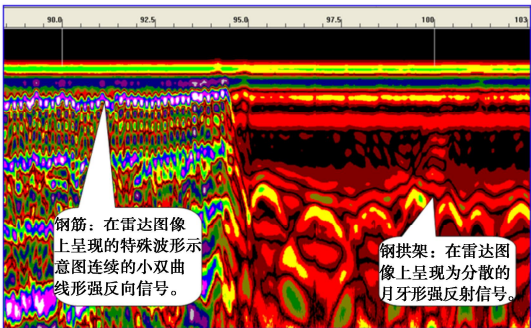 90.0 92.5 95.0 97.5 100. 103
钢筋：在雷达图像
上呈现的特殊波形示
意图连续的小双曲
线形强反向信号。
钢拱架：在雷达图
像上呈现为分散的
月牙形强反射信号。